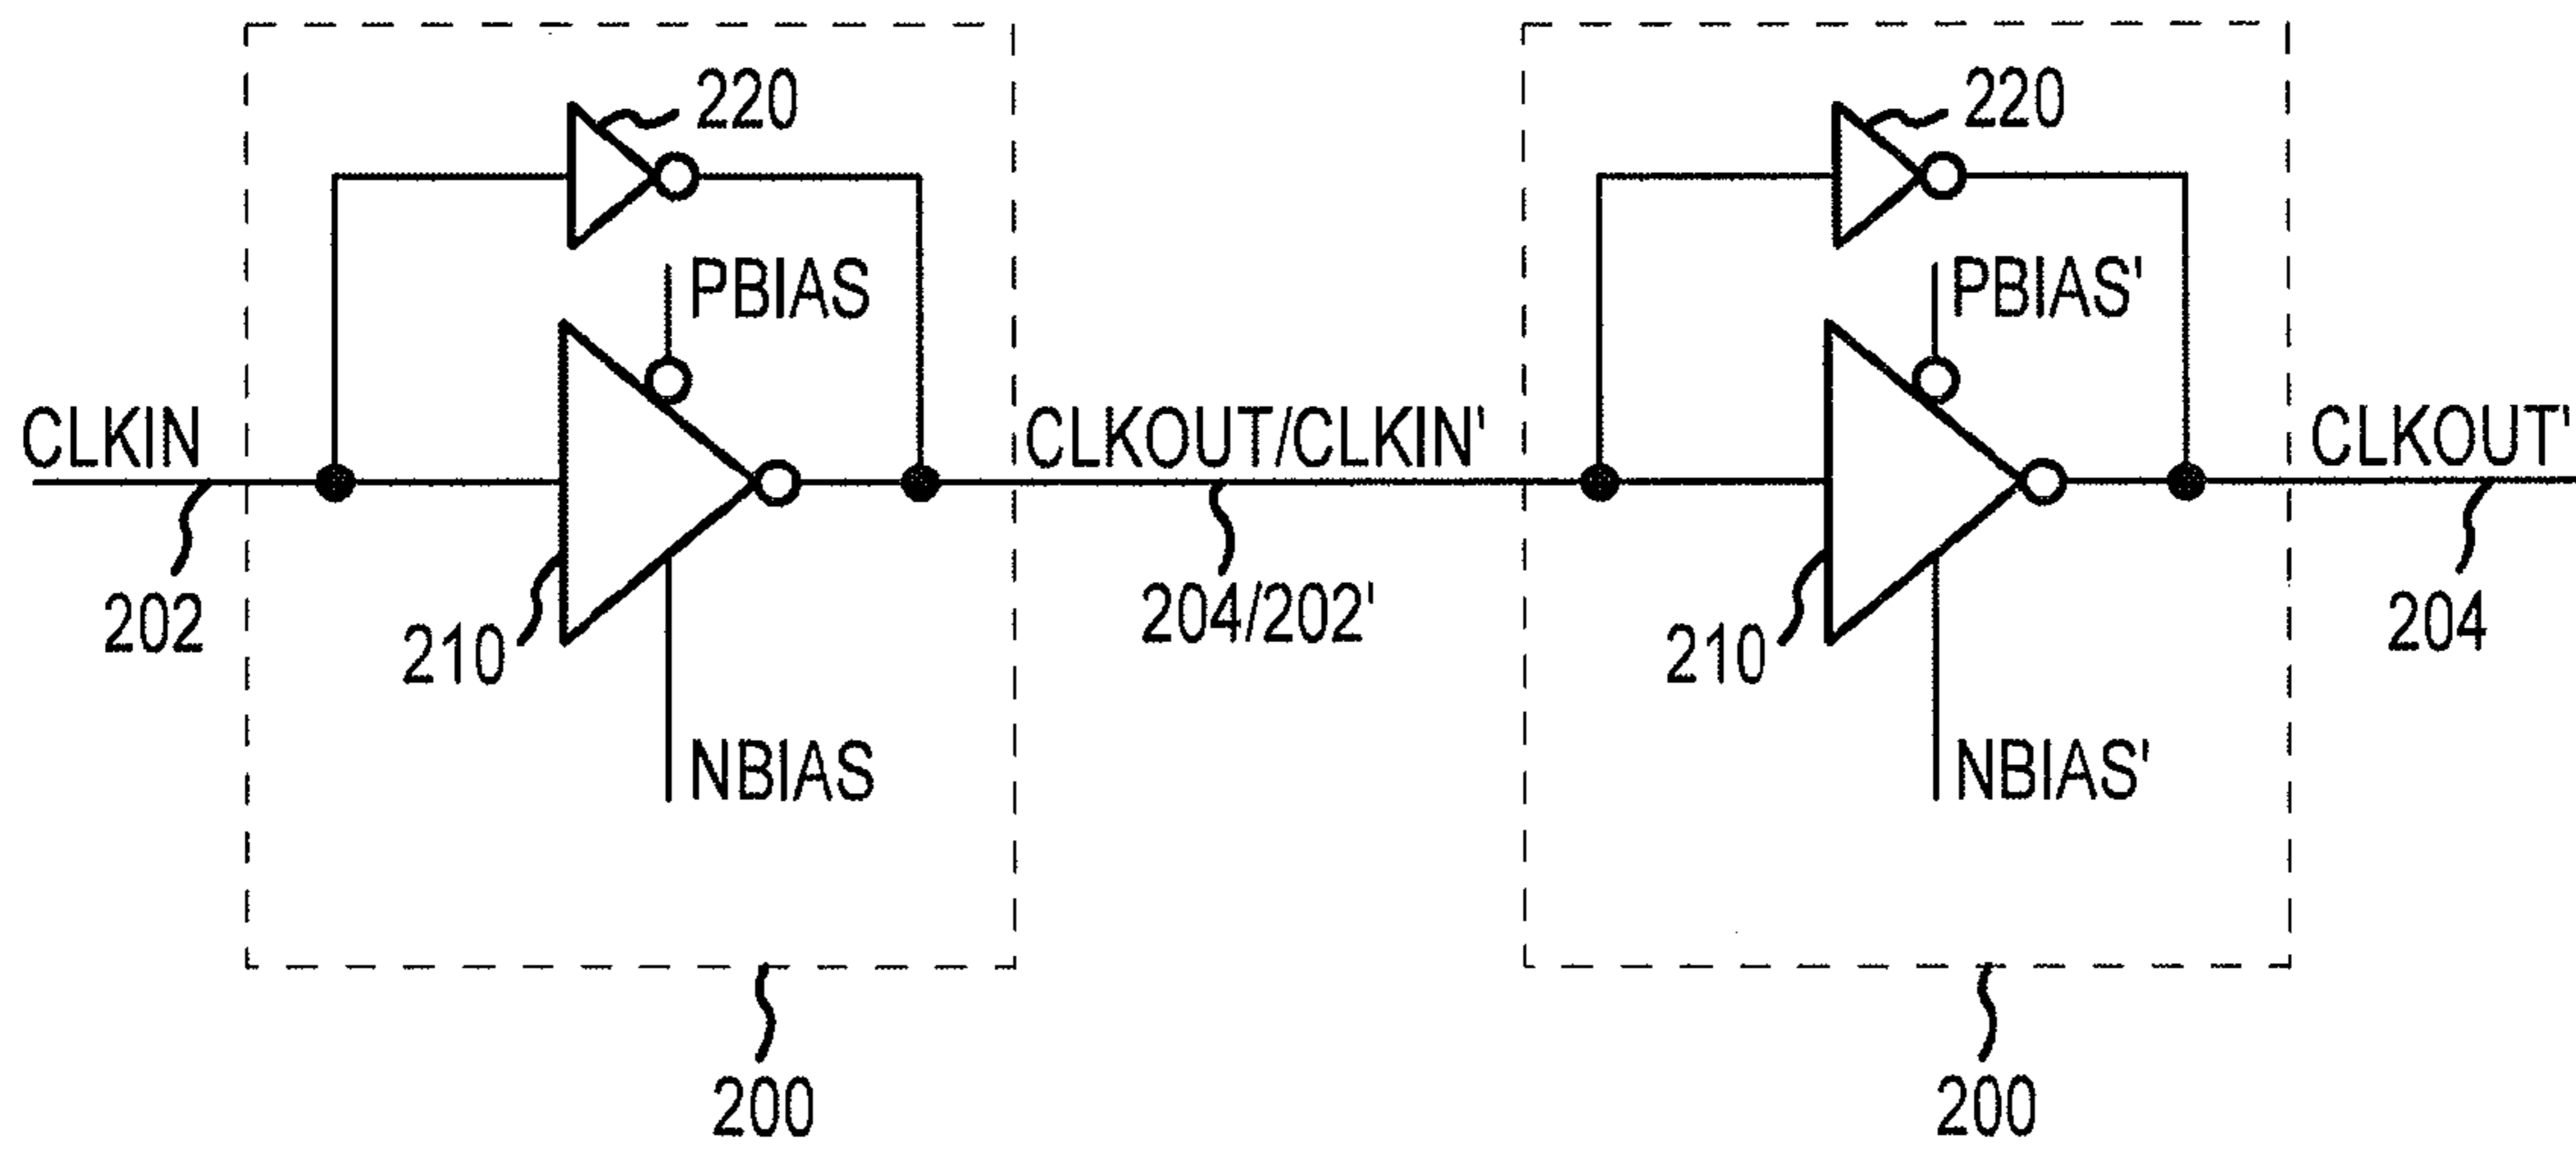 220
PBIAS
CLKIN
202
210
NBIAS
200
CLKOUT/CLKIN'
204/202'
220
PBIAS'
210
NBIAS'
200
CLKOUT'
204